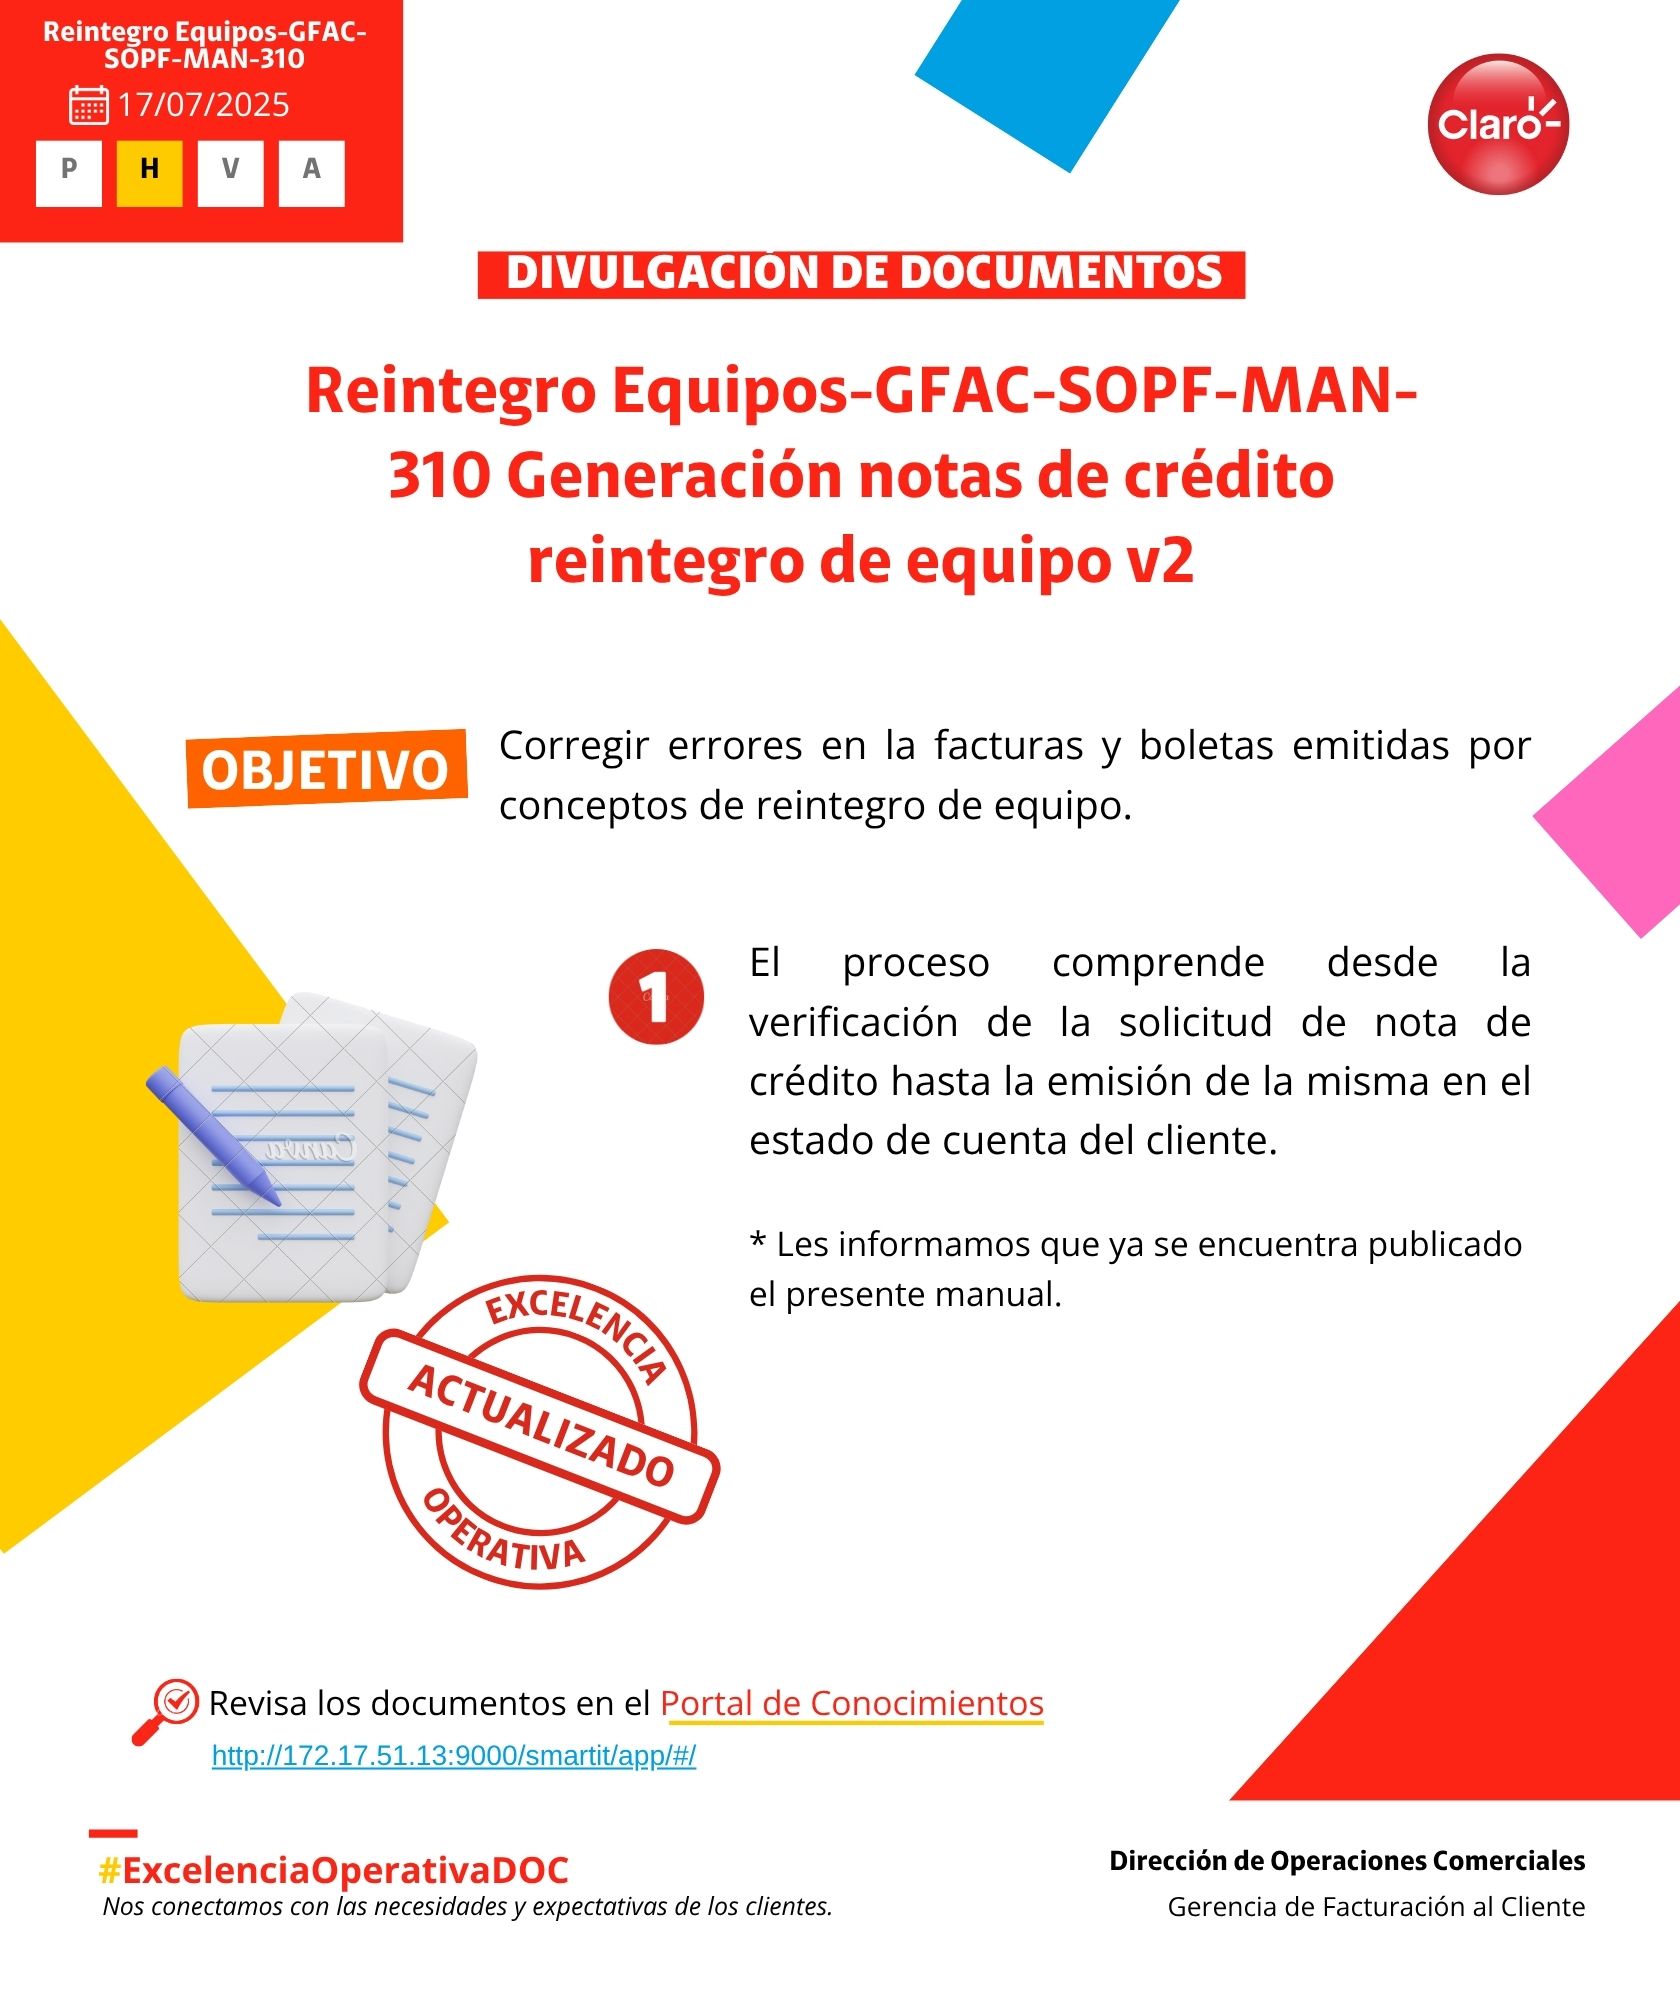 Reintegro Equipos-GFAC-
SOPF-MAN-310
17/07/2025
P H V A
Claro
DIVULGACIÓN DE DOCUMENTOS
Reintegro Equipos-GFAC-SOPF-MAN-
310 Generación notas de crédito
reintegro de equipo v2
OBJETIVO
Corregir errores en la facturas y boletas emitidas por
conceptos de reintegro de equipo.
1
El proceso comprende desde la
verificación de la solicitud de nota de
crédito hasta la emisión de la misma en el
estado de cuenta del cliente.
* Les informamos que ya se encuentra publicado
el presente manual.
Canva
EXCELENCIA
ACTUALIZADO
OPERATIVA
Revisa los documentos en el Portal de Conocimientos
http://172.17.51.13:9000/smartit/app/#/
#ExcelenciaOperativaDOC
Nos conectamos con las necesidades y expectativas de los clientes.
Dirección de Operaciones Comerciales
Gerencia de Facturación al Cliente